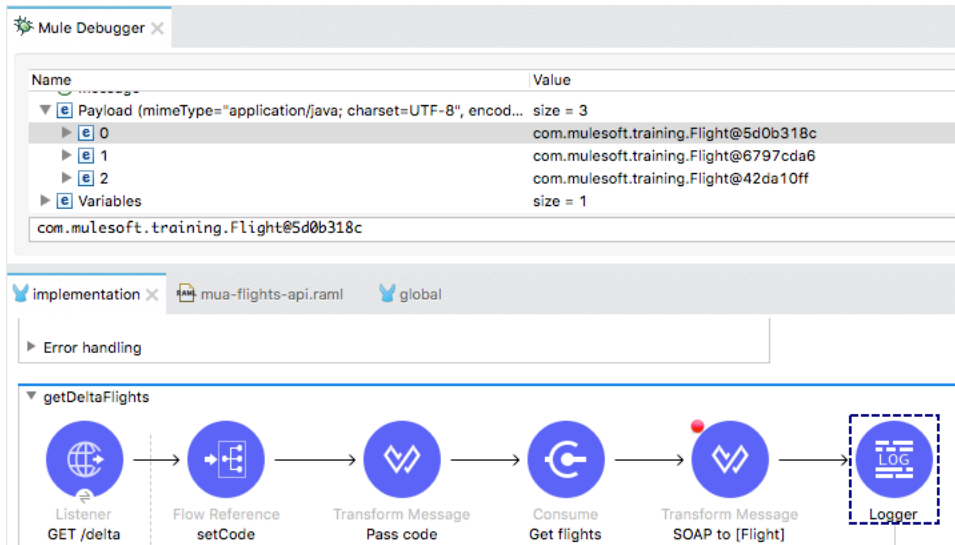 Mule Debugger
Name Value
Payload (mimeType="application/java; charset=UTF-8", encod... size = 3
e 0 com.mulesoft.training.Flight@5d0b318c
e 1 com.mulesoft.training.Flight@6797cda6
e 2 com.mulesoft.training.Flight@42da10ff
e Variables size = 1
com.mulesoft.training.Flight@5d0b318c
implementation mua-flights-api.raml global
Error handling
getDeltaFlights
LOG
Listener Flow Reference Transform Message Consume Transform Message Logger
GET /delta setCode Pass code Get flights SOAP to [Flight]